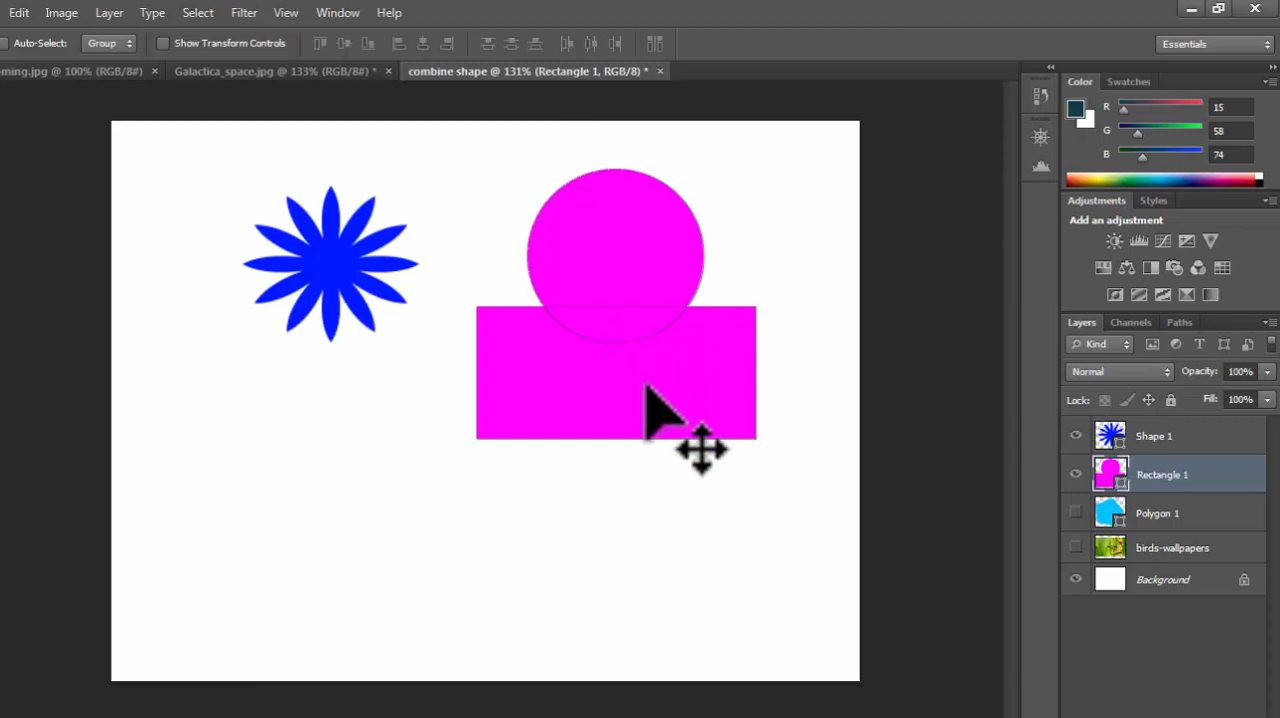 Edit Image Layer Type Select Filter View Window Help
Auto-Select: Group Show Transform Controls Essentials
oming.jpg @ 100% (RGB/8#) × Galactica_space.jpg @ 133% (RGB/8#) * × combine shape @ 131% (Rectangle 1, RGB/8) * ×
Color Swatches
R 15
G 58
B 74
Adjustments Styles
Add an adjustment
Layers Channels Paths
Kind
Normal Opacity: 100%
Lock: Fill: 100%
Shape 1
Rectangle 1
Polygon 1
birds-wallpapers
Background